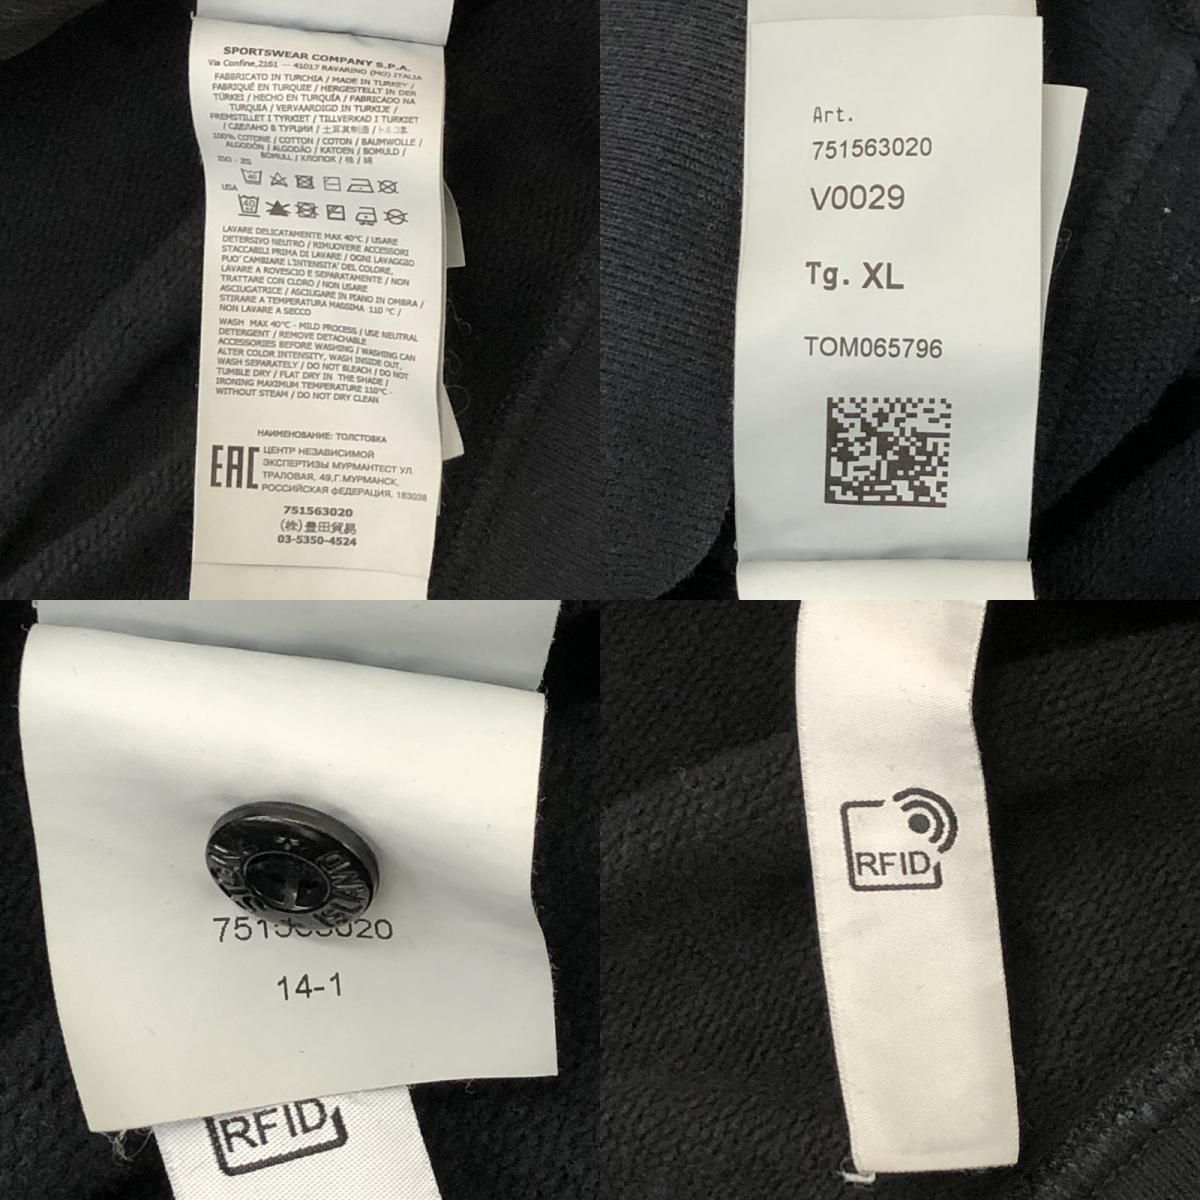 SPORTSWEAR COMPANY S.P.A.
Via Confine,2161 — 41017 RAVARINO (MO) ITALIA
FABBRICATO IN TURCHIA / MADE IN TURKEY /
FABRIQUÉ EN TURQUIE / HERGESTELLT IN DER
TÜRKEI / HECHO EN TURQUÍA / FABRICADO NA
TURQUIA / VERVAARDIGD IN TURKIJE /
FREMSTILLET I TYRKIET / TILLVERKAD I TURKIET
/ СДЕЛАНО В ТУРЦИИ / 土耳其制造 / トルコ製
100% COTONE / COTTON / COTON / BAUMWOLLE /
ALGODÓN / ALGODÃO / KATOEN / BOMULD /
BOMULL / ХЛОПОК / 棉 / 綿
ISO - JIS
40
USA
40
LAVARE DELICATAMENTE MAX 40°C / USARE
DETERSIVO NEUTRO / RIMUOVERE ACCESSORI
STACCABILI PRIMA DI LAVARE / OGNI LAVAGGIO
PUO' CAMBIARE L'INTENSITA' DEL COLORE,
LAVARE A ROVESCIO E SEPARATAMENTE / NON
TRATTARE CON CLORO / NON USARE
ASCIUGATRICE / ASCIUGARE IN PIANO IN OMBRA /
STIRARE A TEMPERATURA MASSIMA 110 °C /
NON LAVARE A SECCO
WASH MAX 40°C - MILD PROCESS / USE NEUTRAL
DETERGENT / REMOVE DETACHABLE
ACCESSORIES BEFORE WASHING / WASHING CAN
ALTER COLOR INTENSITY, WASH INSIDE OUT,
WASH SEPARATELY / DO NOT BLEACH / DO NOT
TUMBLE DRY / FLAT DRY IN THE SHADE /
IRONING MAXIMUM TEMPERATURE 110°C -
WITHOUT STEAM / DO NOT DRY CLEAN
НАИМЕНОВАНИЕ: ТОЛСТОВКА
EAC
ЦЕНТР НЕЗАВИСИМОЙ
ЭКСПЕРТИЗЫ МУРМАНТЕСТ УЛ.
ТРАЛОВАЯ, 49,Г.МУРМАНСК,
РОССИЙСКАЯ ФЕДЕРАЦИЯ, 183038
751563020
(株)豊田貿易
03-5350-4524
Art.
751563020
V0029
Tg. XL
TOM065796
751563020
14-1
RFID
RFID